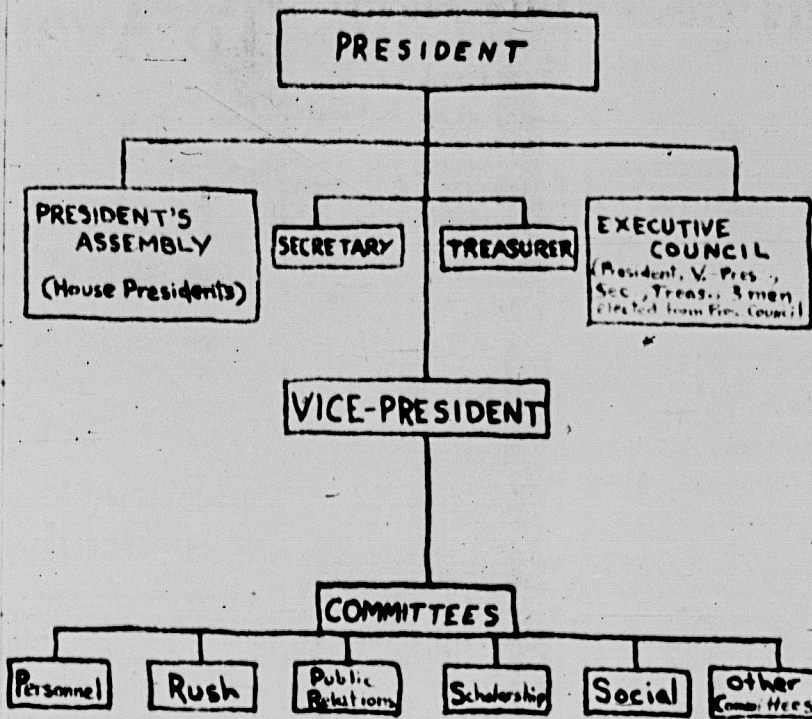 PRESIDENT
PRESIDENT'S
ASSEMBLY
(House Presidents)
SECRETARY
TREASURER
EXECUTIVE
COUNCIL
(President, V.-Pres.,
Sec., Treas., 3 men
elected from Pres. Council
VICE-PRESIDENT
COMMITTEES
Personnel
Rush
Public
Relations
Scholarship
Social
Other
Committees